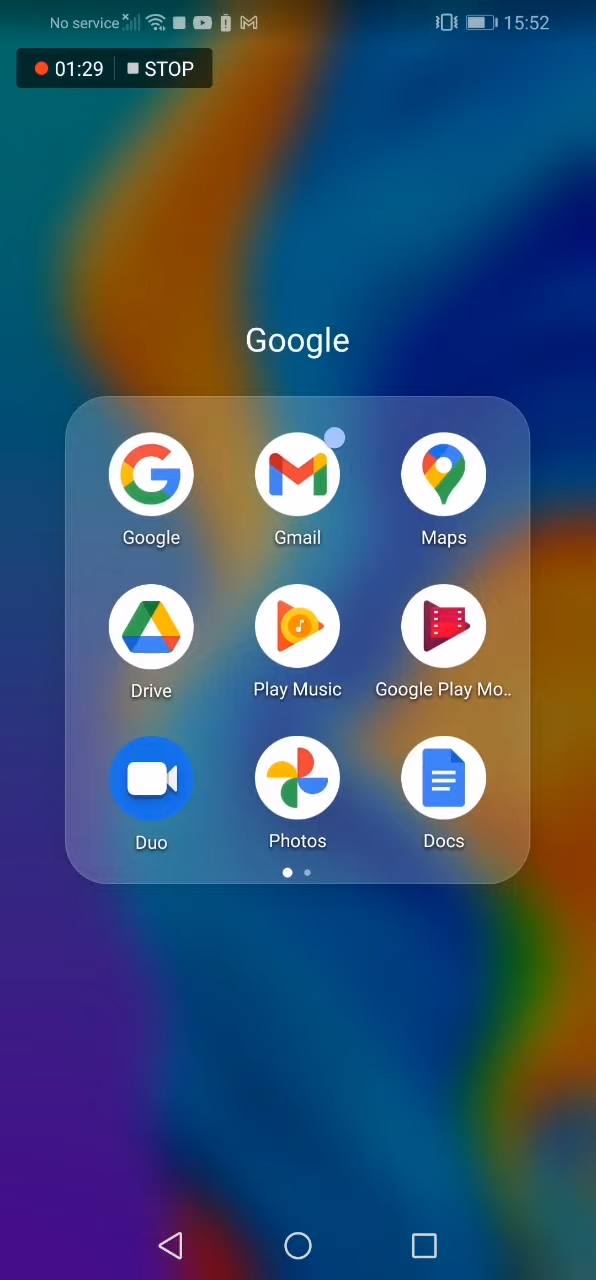 No service 15:52
01:29 STOP
Google
Google Gmail Maps
Drive Play Music Google Play Mo..
Duo Photos Docs